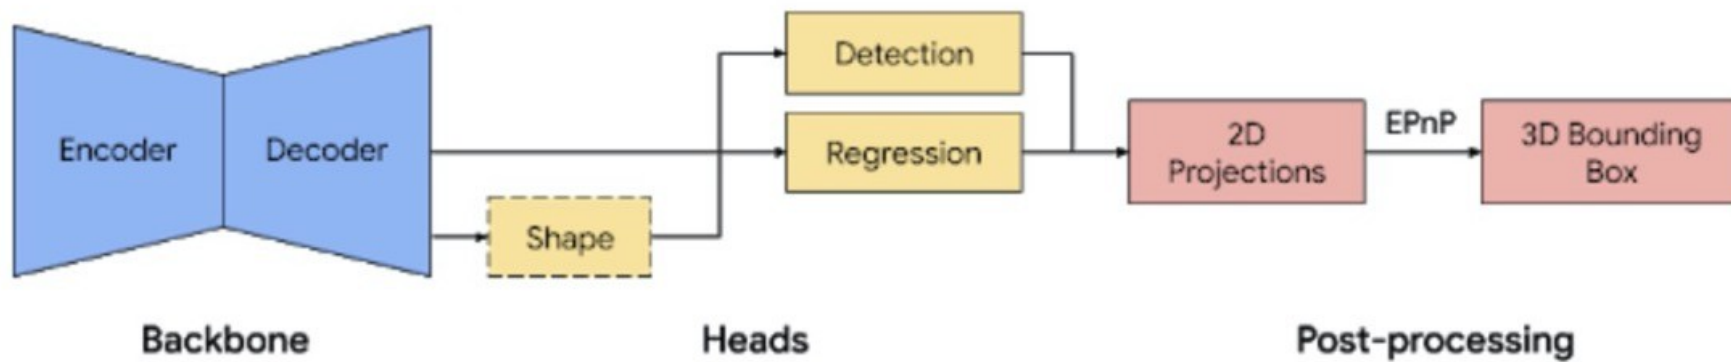 Encoder
Decoder
Shape
Detection
Regression
2D
Projections
EPnP
3D Bounding
Box
Backbone
Heads
Post-processing